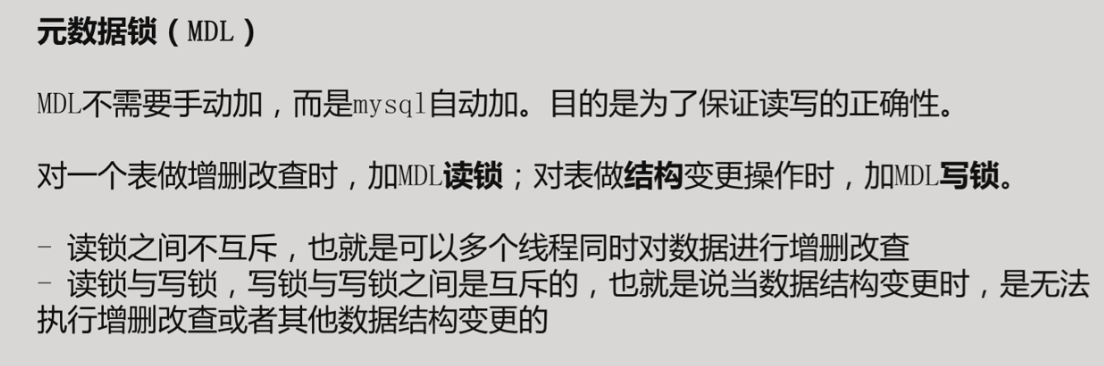 元数据锁（MDL）
MDL不需要手动加，而是mysql自动加。目的是为了保证读写的正确性。
对一个表做增删改查时，加MDL读锁；对表做结构变更操作时，加MDL写锁。
- 读锁之间不互斥，也就是可以多个线程同时对数据进行增删改查
- 读锁与写锁，写锁与写锁之间是互斥的，也就是说当数据结构变更时，是无法
执行增删改查或者其他数据结构变更的